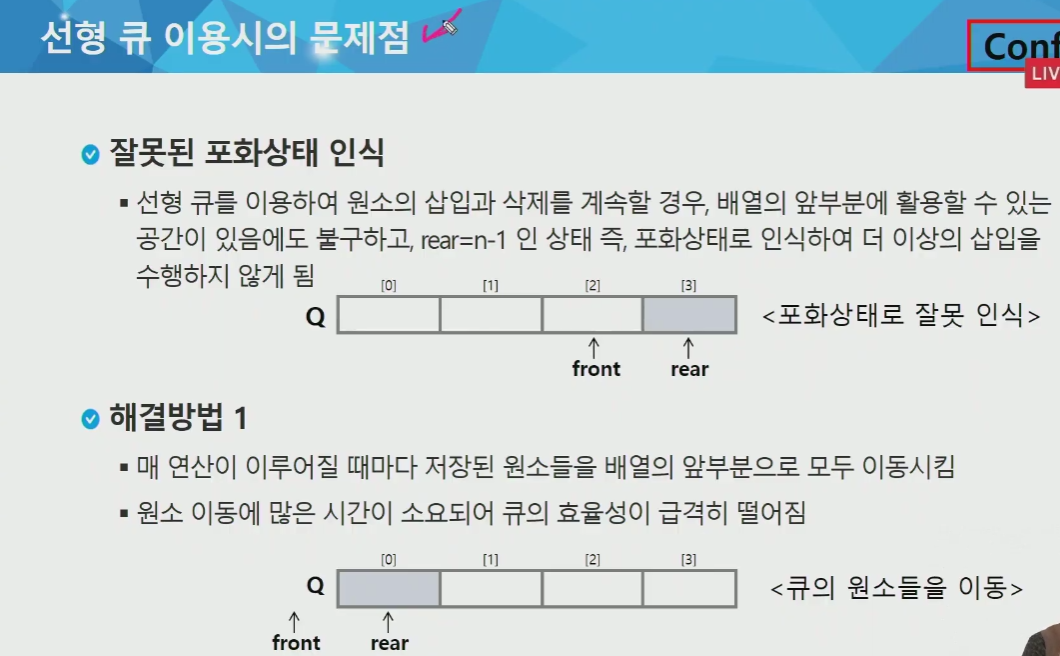 선형 큐 이용시의 문제점
Conf
LIV
잘못된 포화상태 인식
▪ 선형 큐를 이용하여 원소의 삽입과 삭제를 계속할 경우, 배열의 앞부분에 활용할 수 있는
공간이 있음에도 불구하고, rear=n-1 인 상태 즉, 포화상태로 인식하여 더 이상의 삽입을
수행하지 않게 됨
[0] [1] [2] [3]
Q <포화상태로 잘못 인식>
front rear
해결방법 1
▪ 매 연산이 이루어질 때마다 저장된 원소들을 배열의 앞부분으로 모두 이동시킴
▪ 원소 이동에 많은 시간이 소요되어 큐의 효율성이 급격히 떨어짐
[0] [1] [2] [3]
Q <큐의 원소들을 이동>
front rear